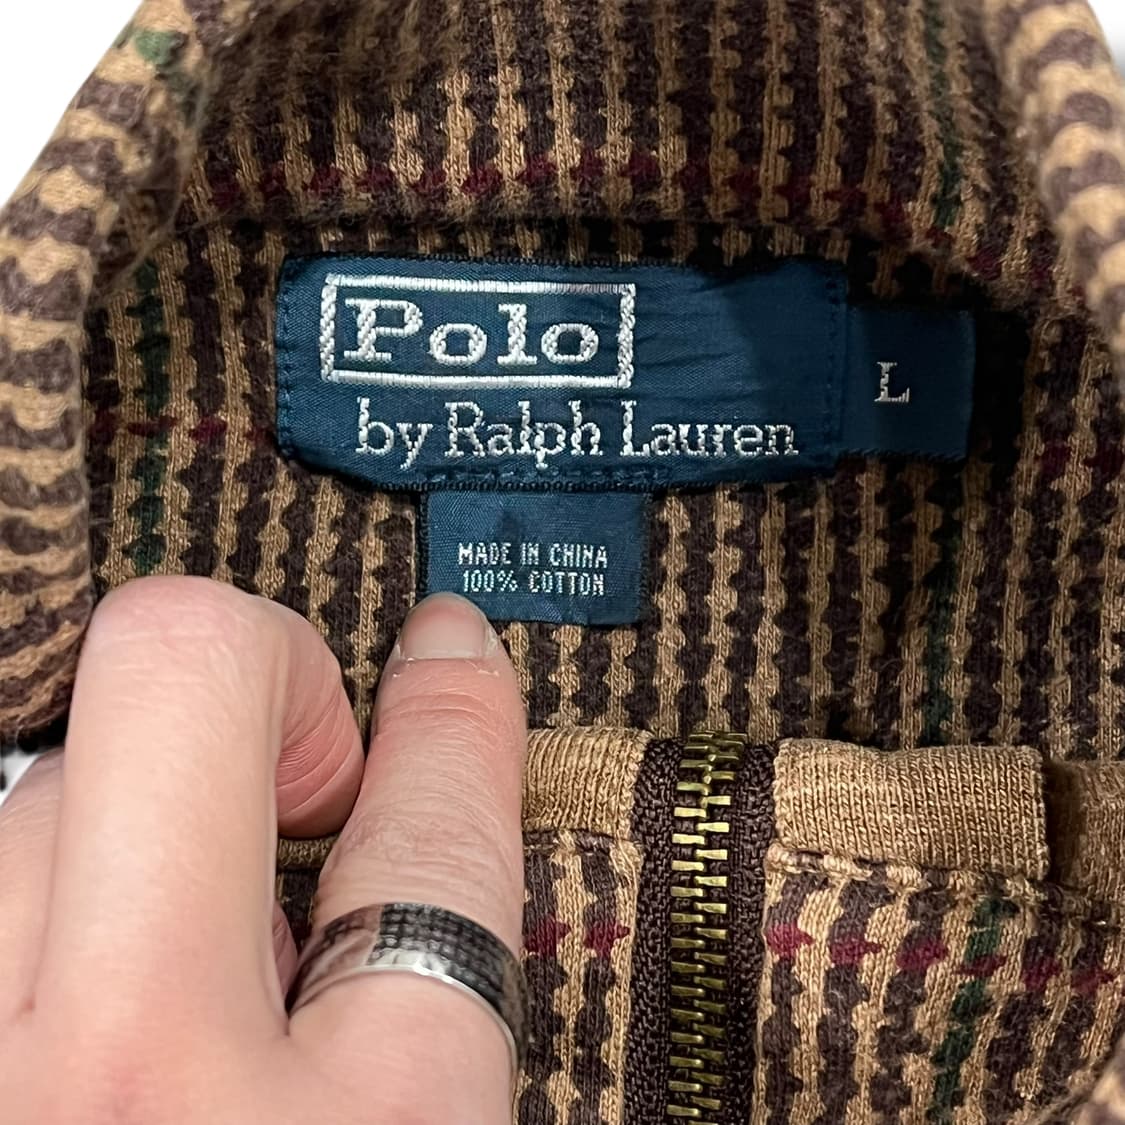 Polo
by Ralph Lauren
L
MADE IN CHINA
100% COTTON